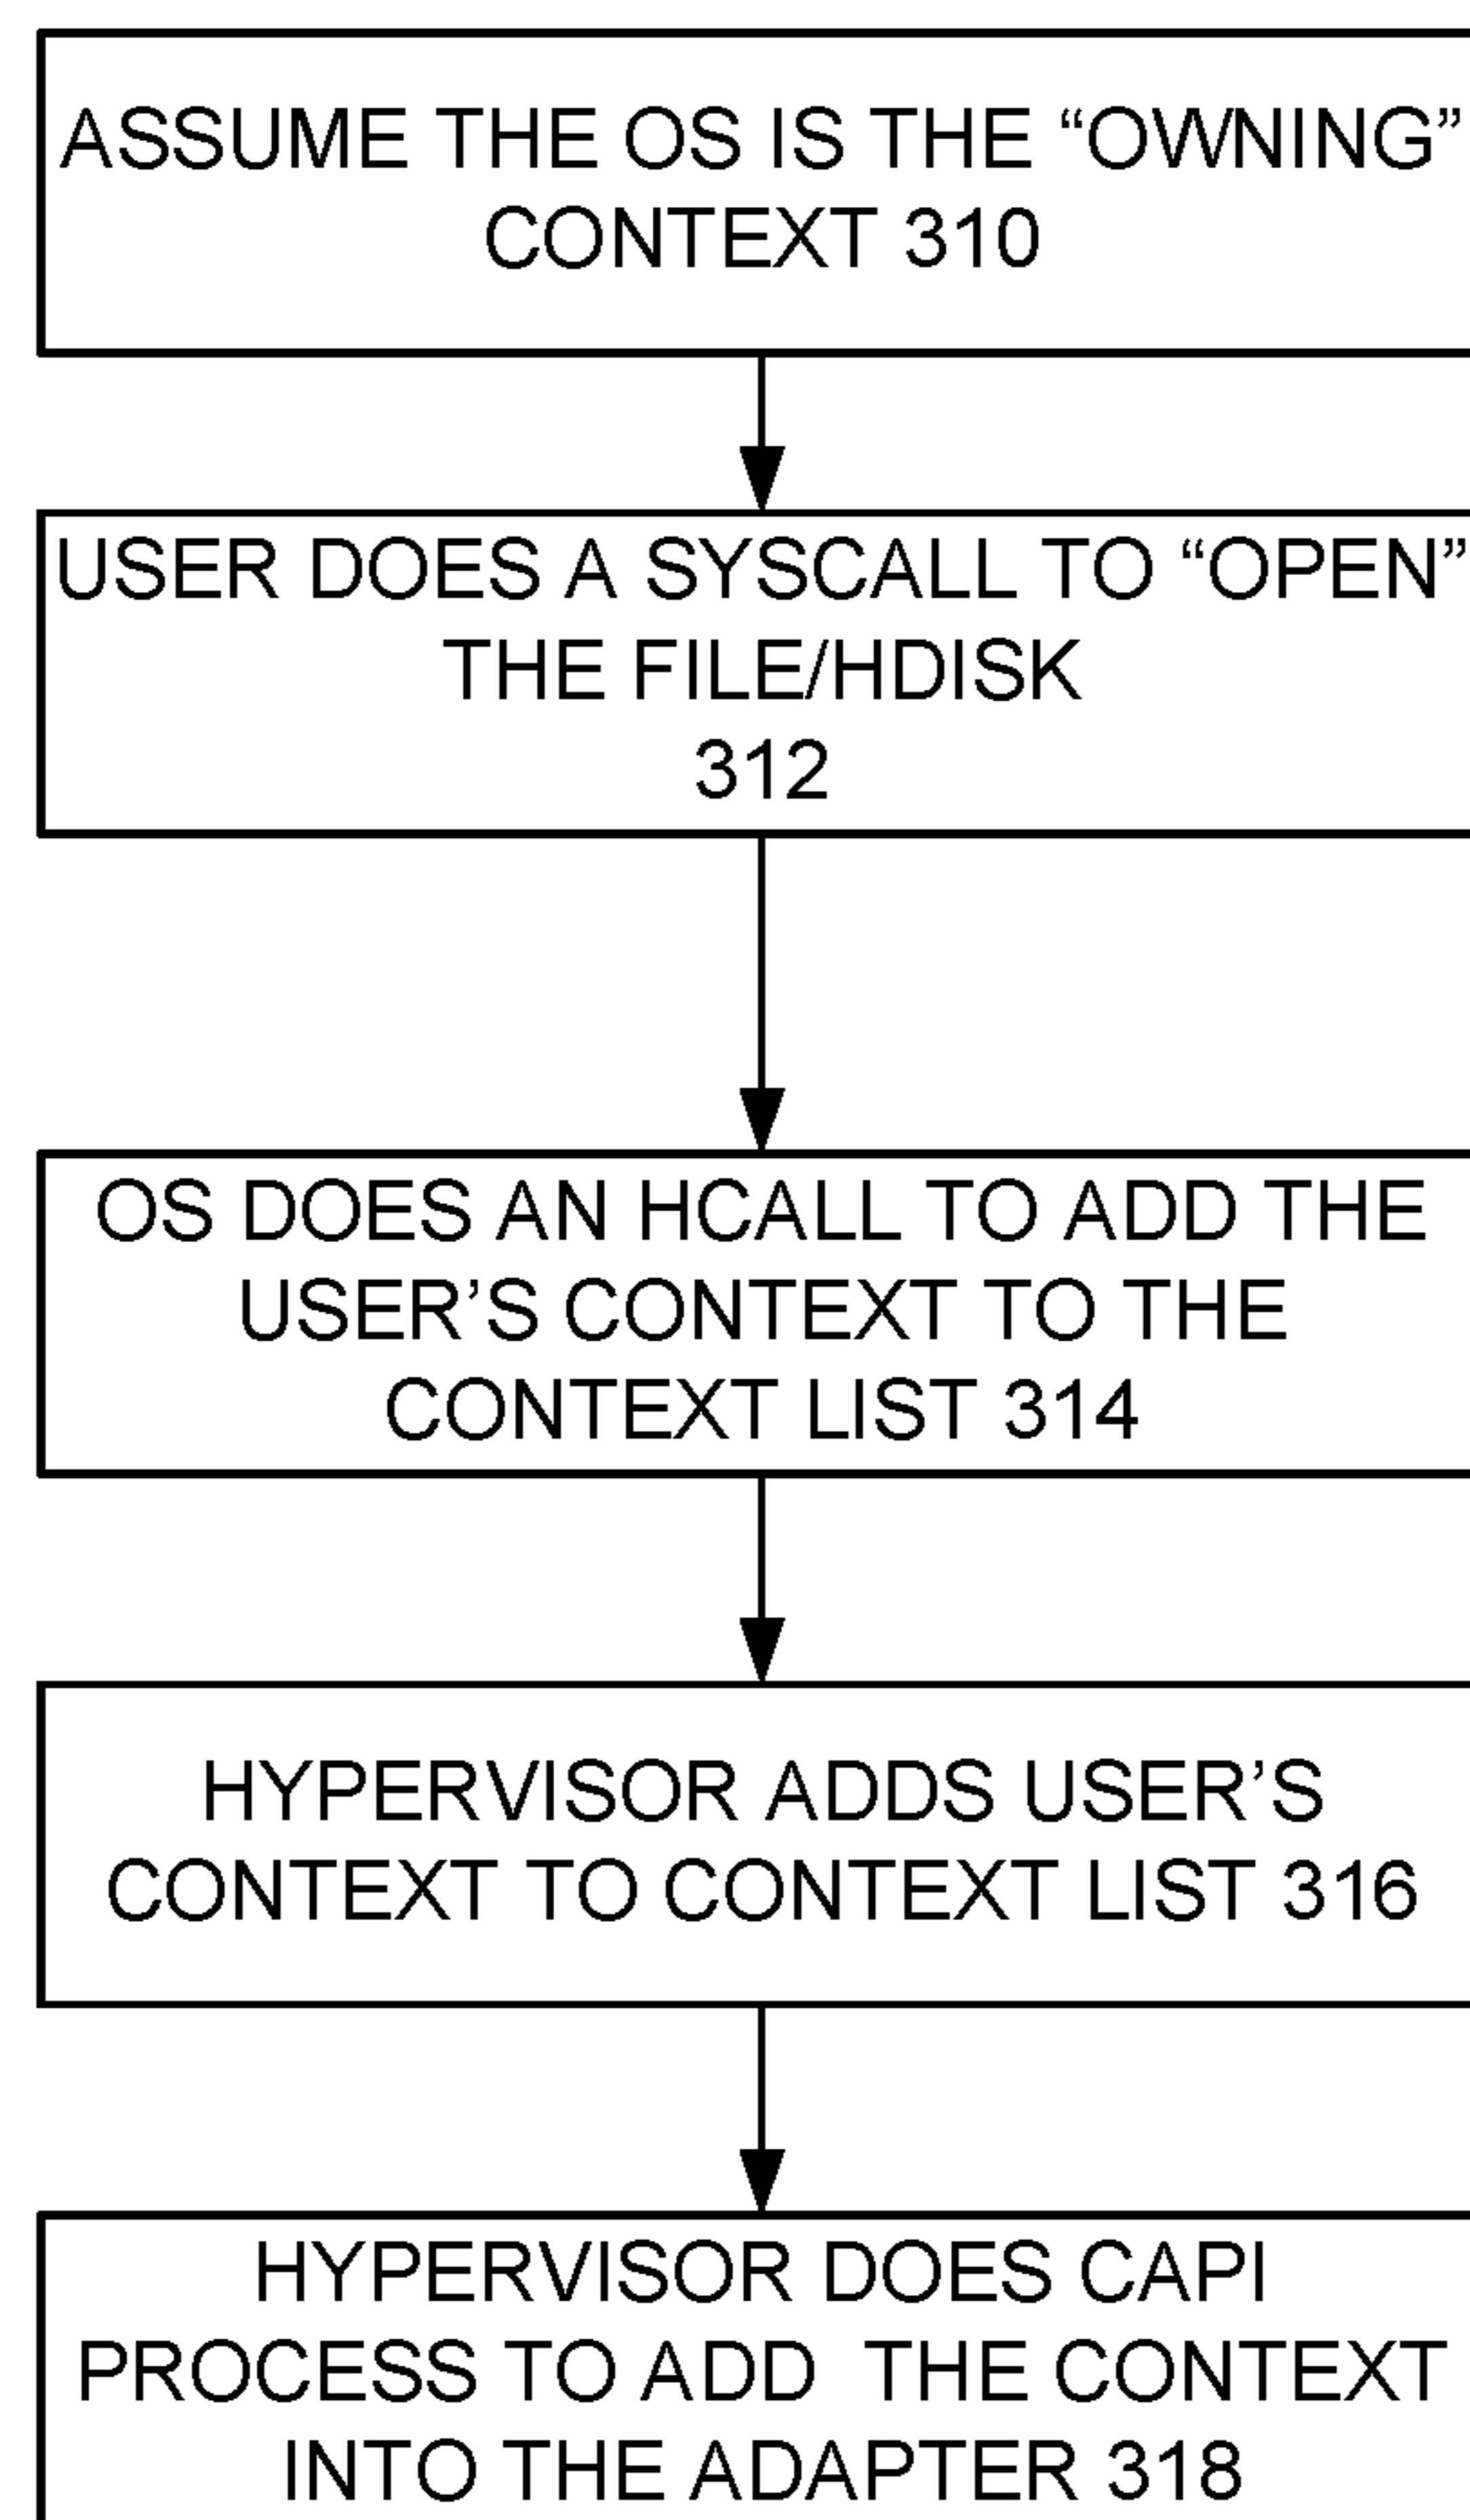 ASSUME THE OS IS THE “OWNING”
CONTEXT 310
USER DOES A SYSCALL TO “OPEN”
THE FILE/HDISK
312
OS DOES AN HCALL TO ADD THE
USER’S CONTEXT TO THE
CONTEXT LIST 314
HYPERVISOR ADDS USER’S
CONTEXT TO CONTEXT LIST 316
HYPERVISOR DOES CAPI
PROCESS TO ADD THE CONTEXT
INTO THE ADAPTER 318